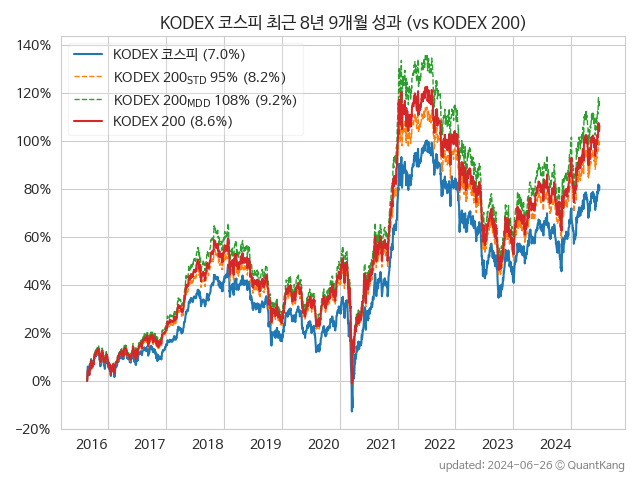 KODEX 코스피 최근 8년 9개월 성과 (vs KODEX 200)
140%
120%
100%
80%
60%
40%
20%
0%
−20%
KODEX 코스피 (7.0%)
KODEX 200STD 95% (8.2%)
KODEX 200MDD 108% (9.2%)
KODEX 200 (8.6%)
2016 2017 2018 2019 2020 2021 2022 2023 2024
updated: 2024-06-26 © QuantKang